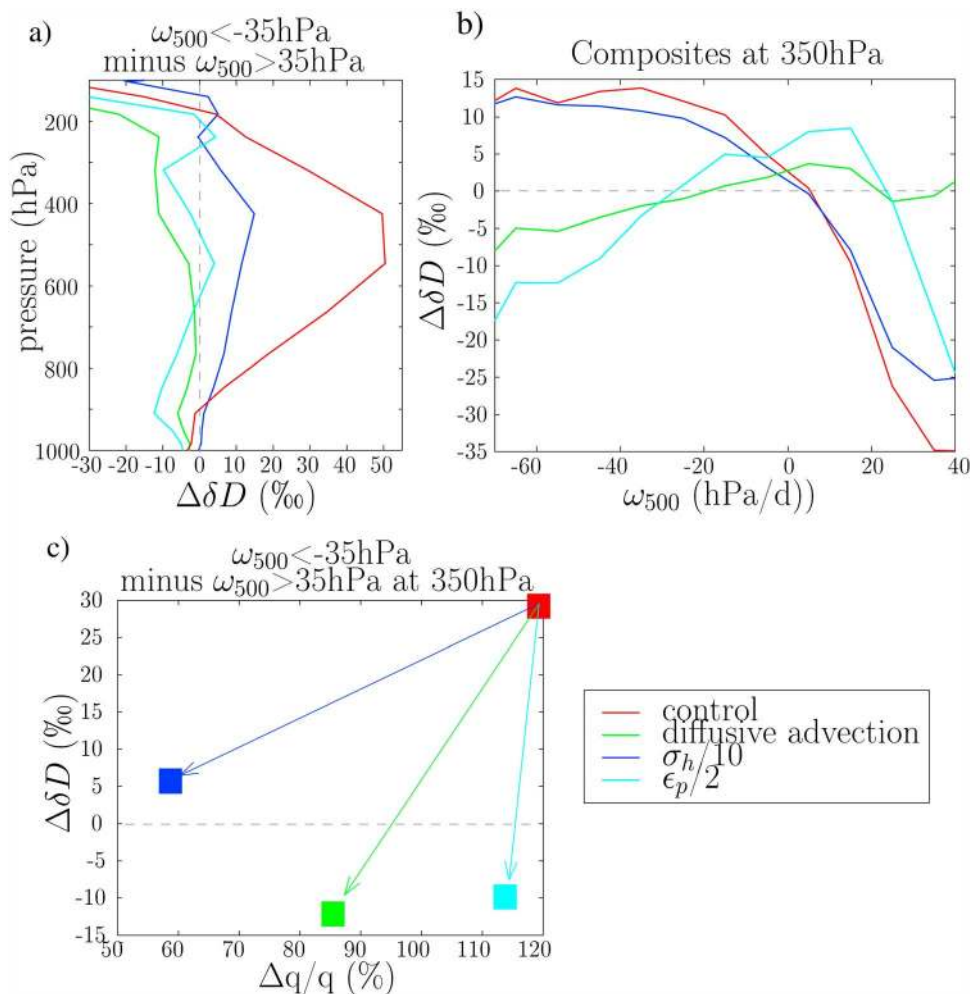 a)
ω500<-35hPa
minus ω500>35hPa
pressure (hPa)
200
400
600
800
1000
-30 -20 -10 0 10 20 30 40 50
ΔδD (‰)
b)
Composites at 350hPa
ΔδD (‰)
15
10
5
0
-5
-10
-15
-20
-25
-30
-35
-60 -40 -20 0 20 40
ω500 (hPa/d))
c)
ω500<-35hPa
minus ω500>35hPa at 350hPa
ΔδD (‰)
30
25
20
15
10
5
0
-5
-10
-15
50 60 70 80 90 100 110 120
Δq/q (%)
control
diffusive advection
σh/10
ϵp/2